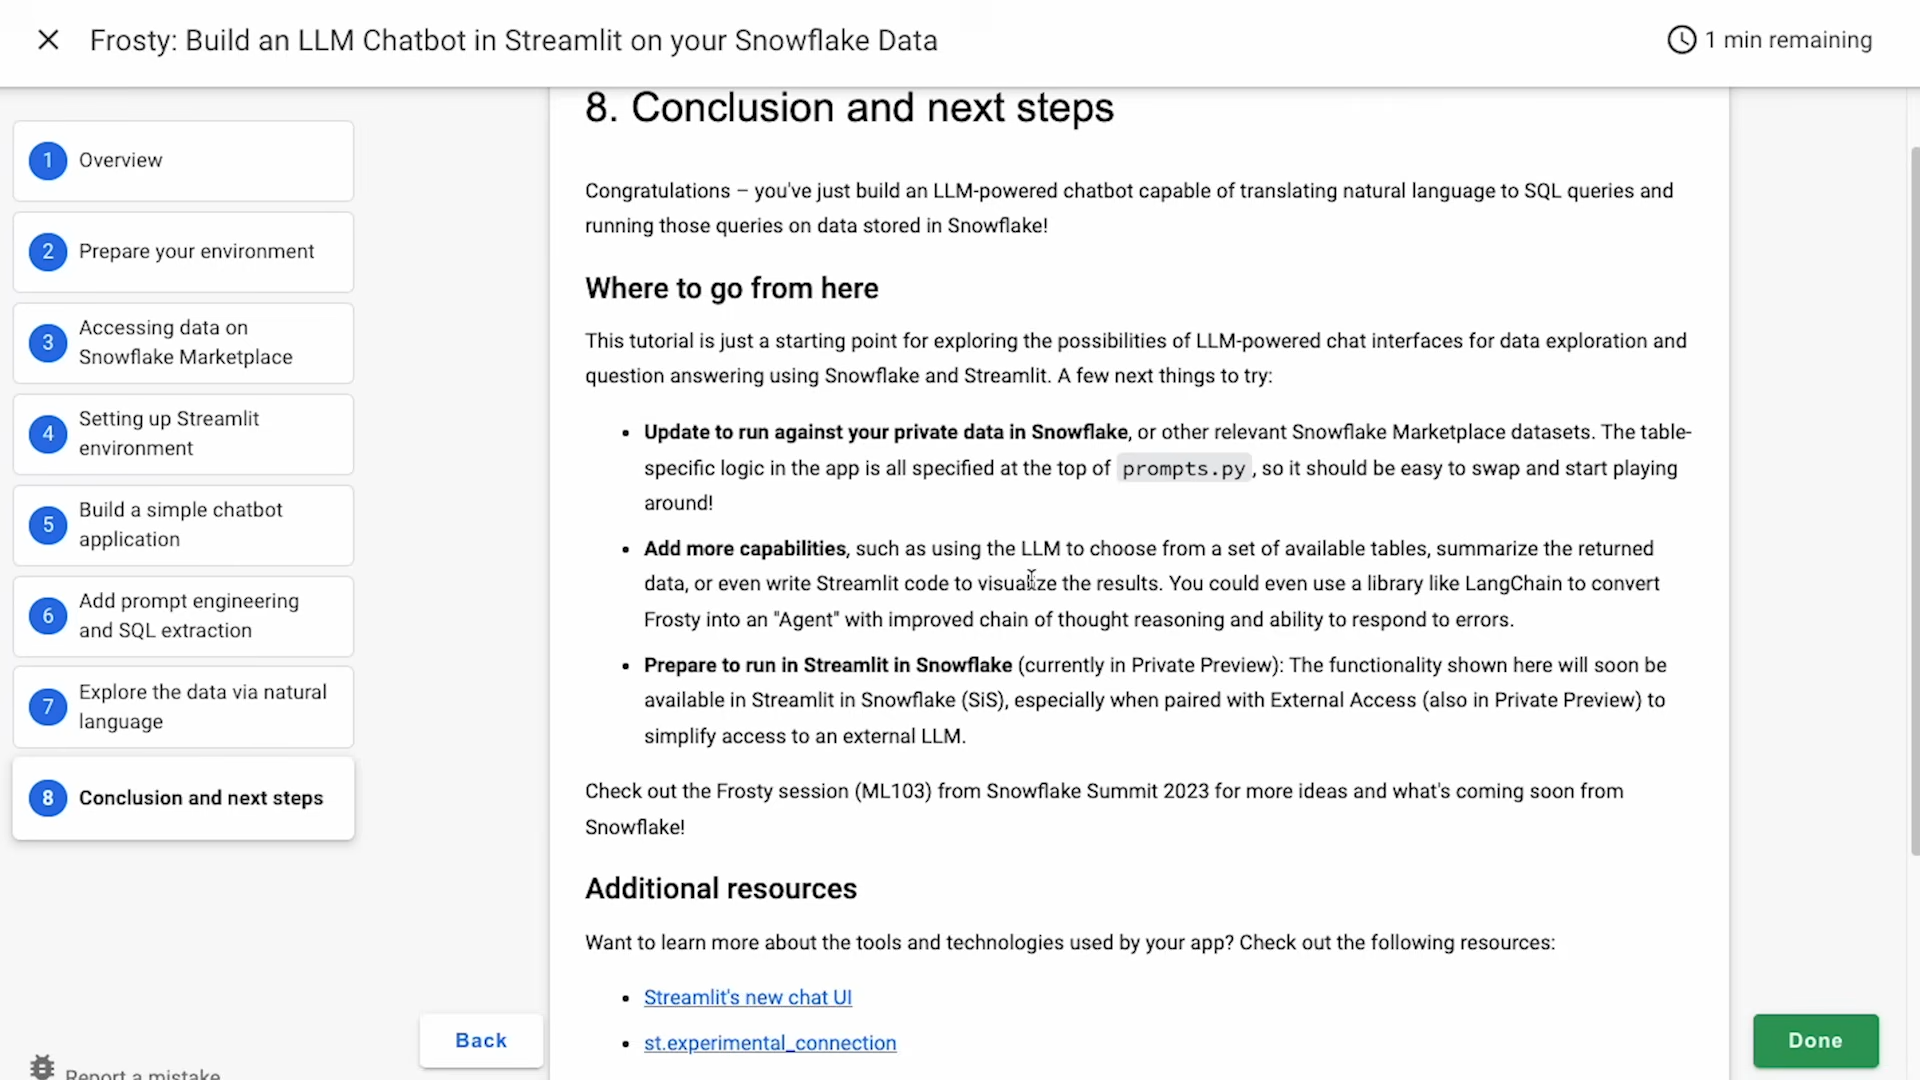 Frosty: Build an LLM Chatbot in Streamlit on your Snowflake Data
1 min remaining
1 Overview
2 Prepare your environment
3 Accessing data on
Snowflake Marketplace
4 Setting up Streamlit
environment
5 Build a simple chatbot
application
6 Add prompt engineering
and SQL extraction
7 Explore the data via natural
language
8 Conclusion and next steps
Report a mistake
8. Conclusion and next steps
Congratulations – you've just build an LLM-powered chatbot capable of translating natural language to SQL queries and
running those queries on data stored in Snowflake!
Where to go from here
This tutorial is just a starting point for exploring the possibilities of LLM-powered chat interfaces for data exploration and
question answering using Snowflake and Streamlit. A few next things to try:
• Update to run against your private data in Snowflake, or other relevant Snowflake Marketplace datasets. The table-
specific logic in the app is all specified at the top of prompts.py, so it should be easy to swap and start playing
around!
• Add more capabilities, such as using the LLM to choose from a set of available tables, summarize the returned
data, or even write Streamlit code to visualize the results. You could even use a library like LangChain to convert
Frosty into an "Agent" with improved chain of thought reasoning and ability to respond to errors.
• Prepare to run in Streamlit in Snowflake (currently in Private Preview): The functionality shown here will soon be
available in Streamlit in Snowflake (SiS), especially when paired with External Access (also in Private Preview) to
simplify access to an external LLM.
Check out the Frosty session (ML103) from Snowflake Summit 2023 for more ideas and what's coming soon from
Snowflake!
Additional resources
Want to learn more about the tools and technologies used by your app? Check out the following resources:
• Streamlit's new chat UI
• st.experimental_connection
Back
Done